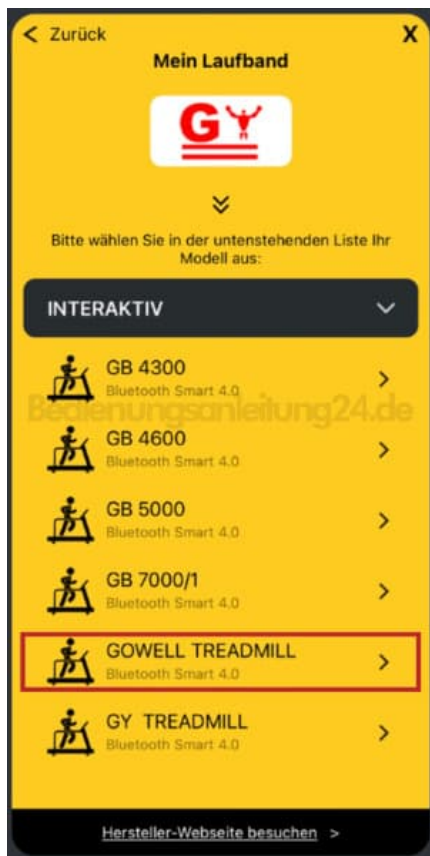 < Zurück X
Mein Laufband
GY
Bitte wählen Sie in der untenstehenden Liste Ihr
Modell aus:
INTERAKTIV
GB 4300
Bluetooth Smart 4.0
Bedienungsanleitung24.de
GB 4600
Bluetooth Smart 4.0
GB 5000
Bluetooth Smart 4.0
GB 7000/1
Bluetooth Smart 4.0
GOWELL TREADMILL
Bluetooth Smart 4.0
GY TREADMILL
Bluetooth Smart 4.0
Hersteller-Webseite besuchen >